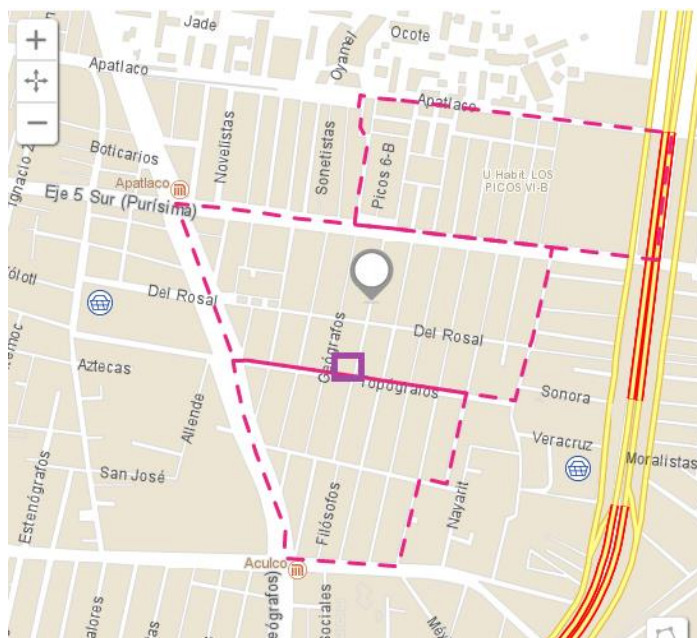 Jade
Ocote
Oyamel
Apatlaco
Apatlaco
Novelistas
Sonetistas
Picos 6-B
U. Habit. LOS
PICOS VI-B
Boticarios
Ignacio
Apatlaco
Eje 5 Sur (Purísima)
Del Rosal
Geógrafos
Del Rosal
Aztecas
Topógrafos
Sonora
Allende
Veracruz
Moralistas
San José
Estenógrafos
Filósofos
Nayarit
Aculco